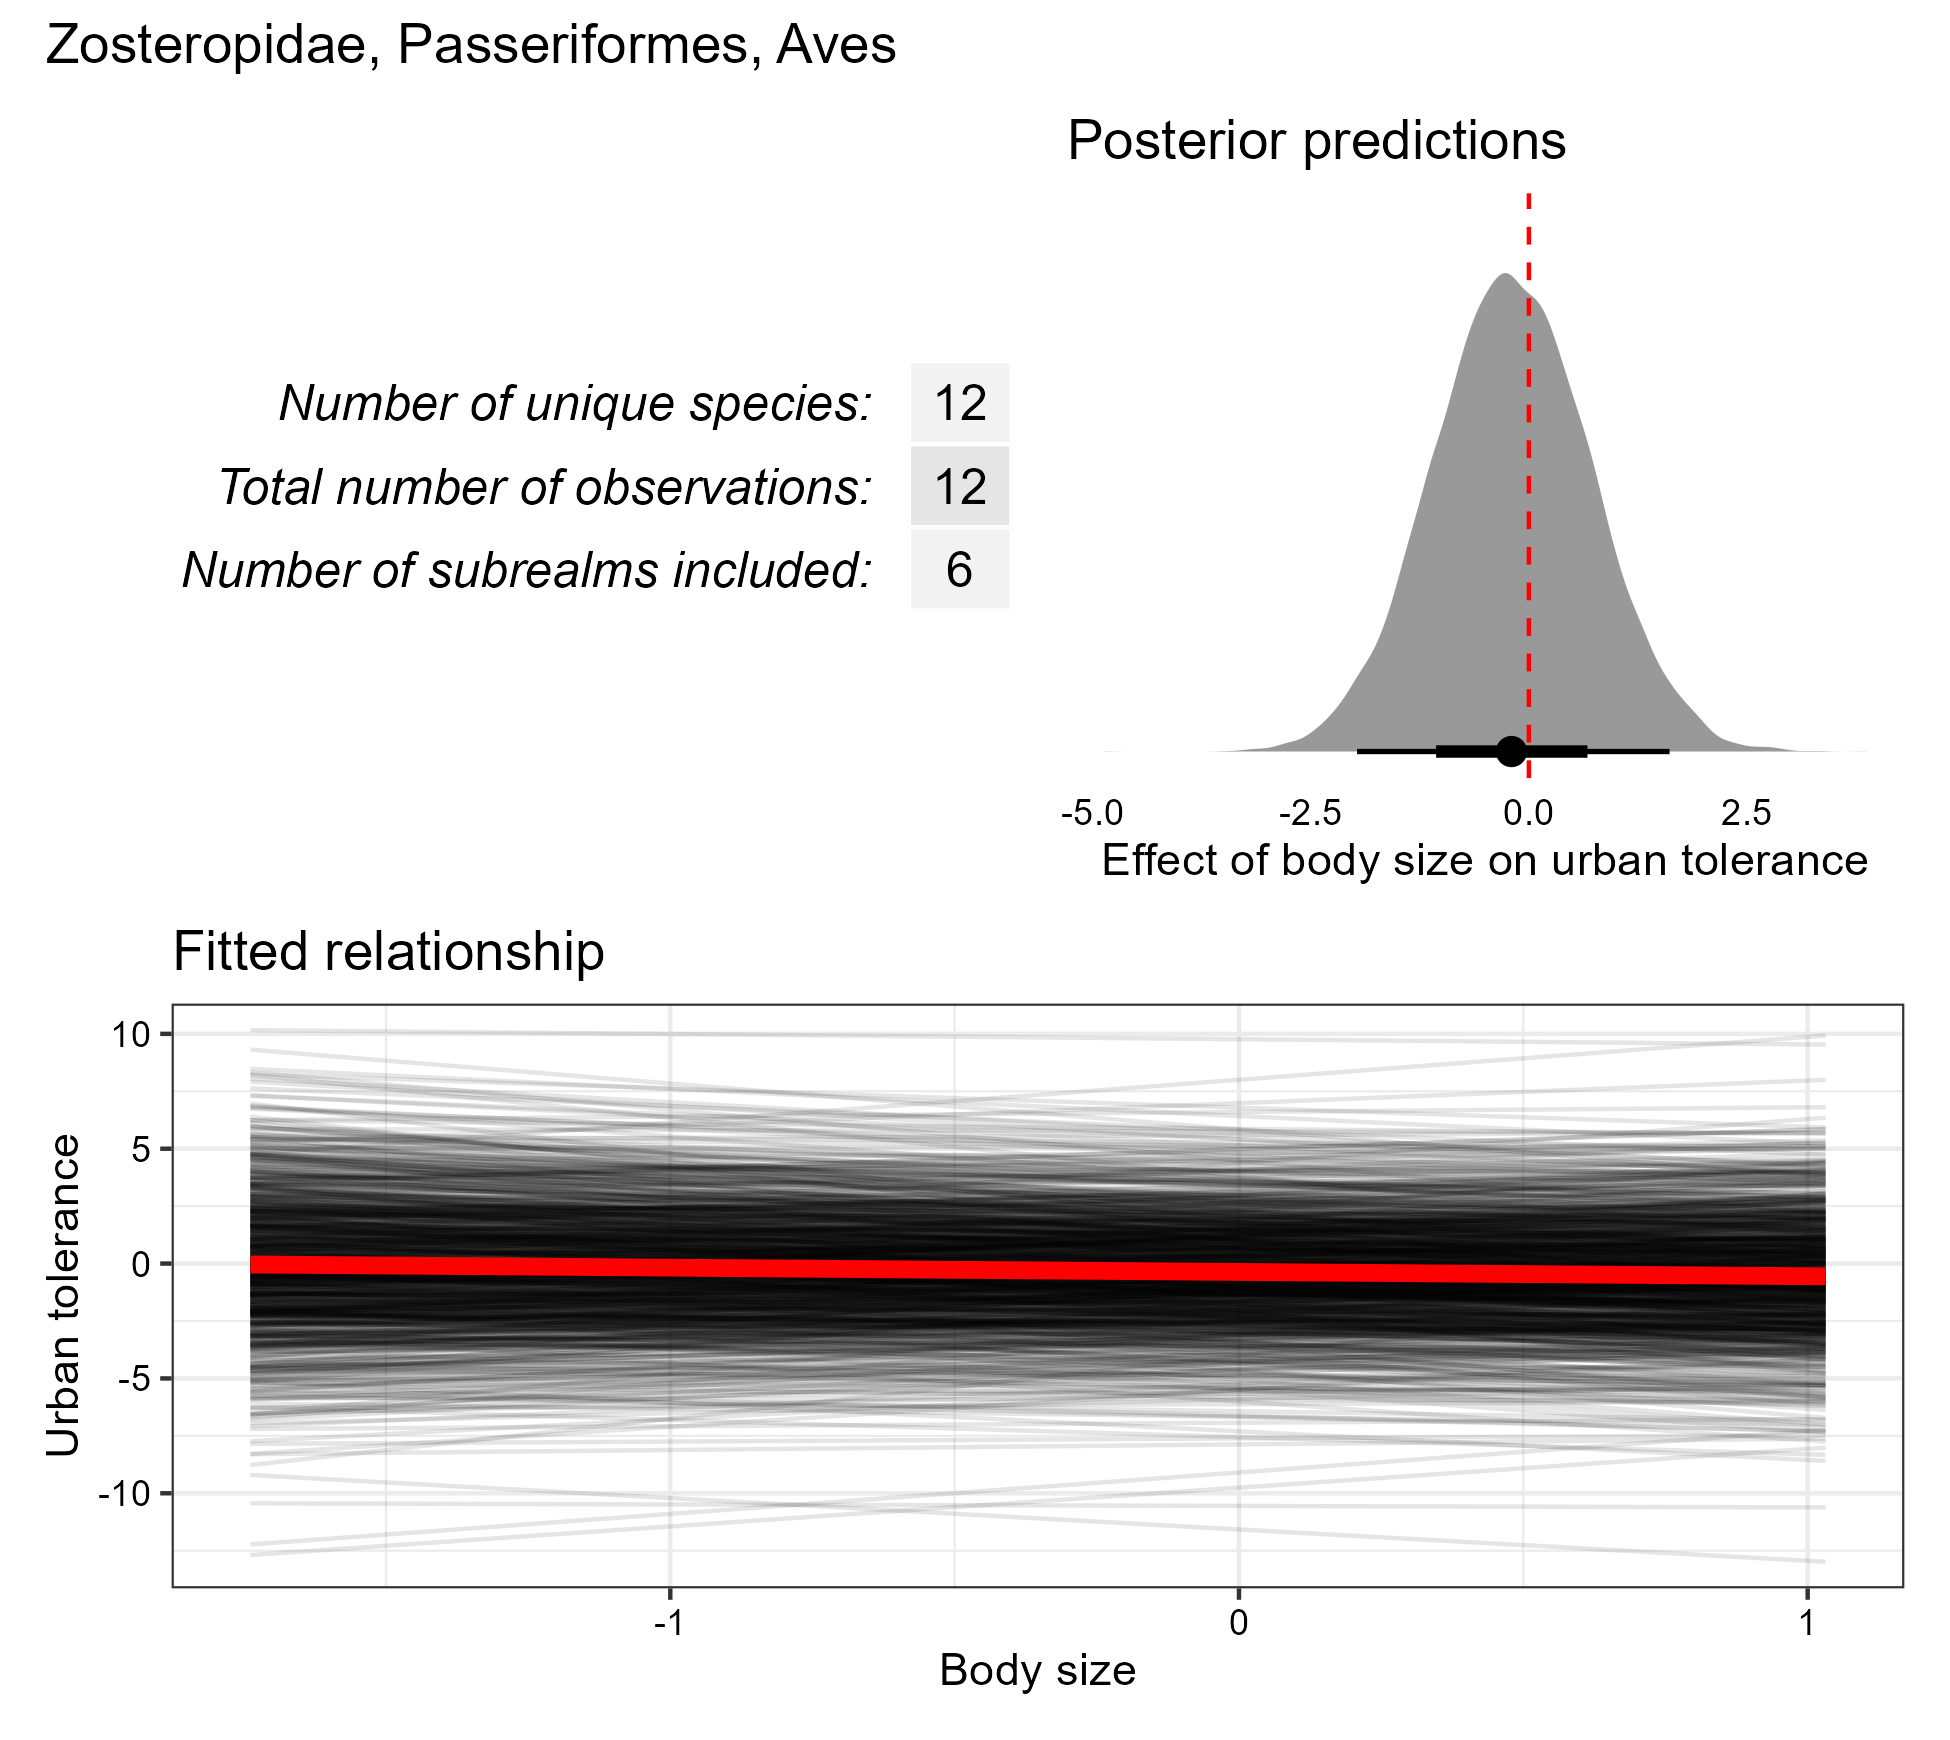 Zosteropidae, Passeriformes, Aves
Posterior predictions
Number of unique species: 12
Total number of observations: 12
Number of subrealms included: 6
-5.0 -2.5 0.0 2.5
Effect of body size on urban tolerance
Fitted relationship
10
5
0
-5
-10
Urban tolerance
-1 0 1
Body size